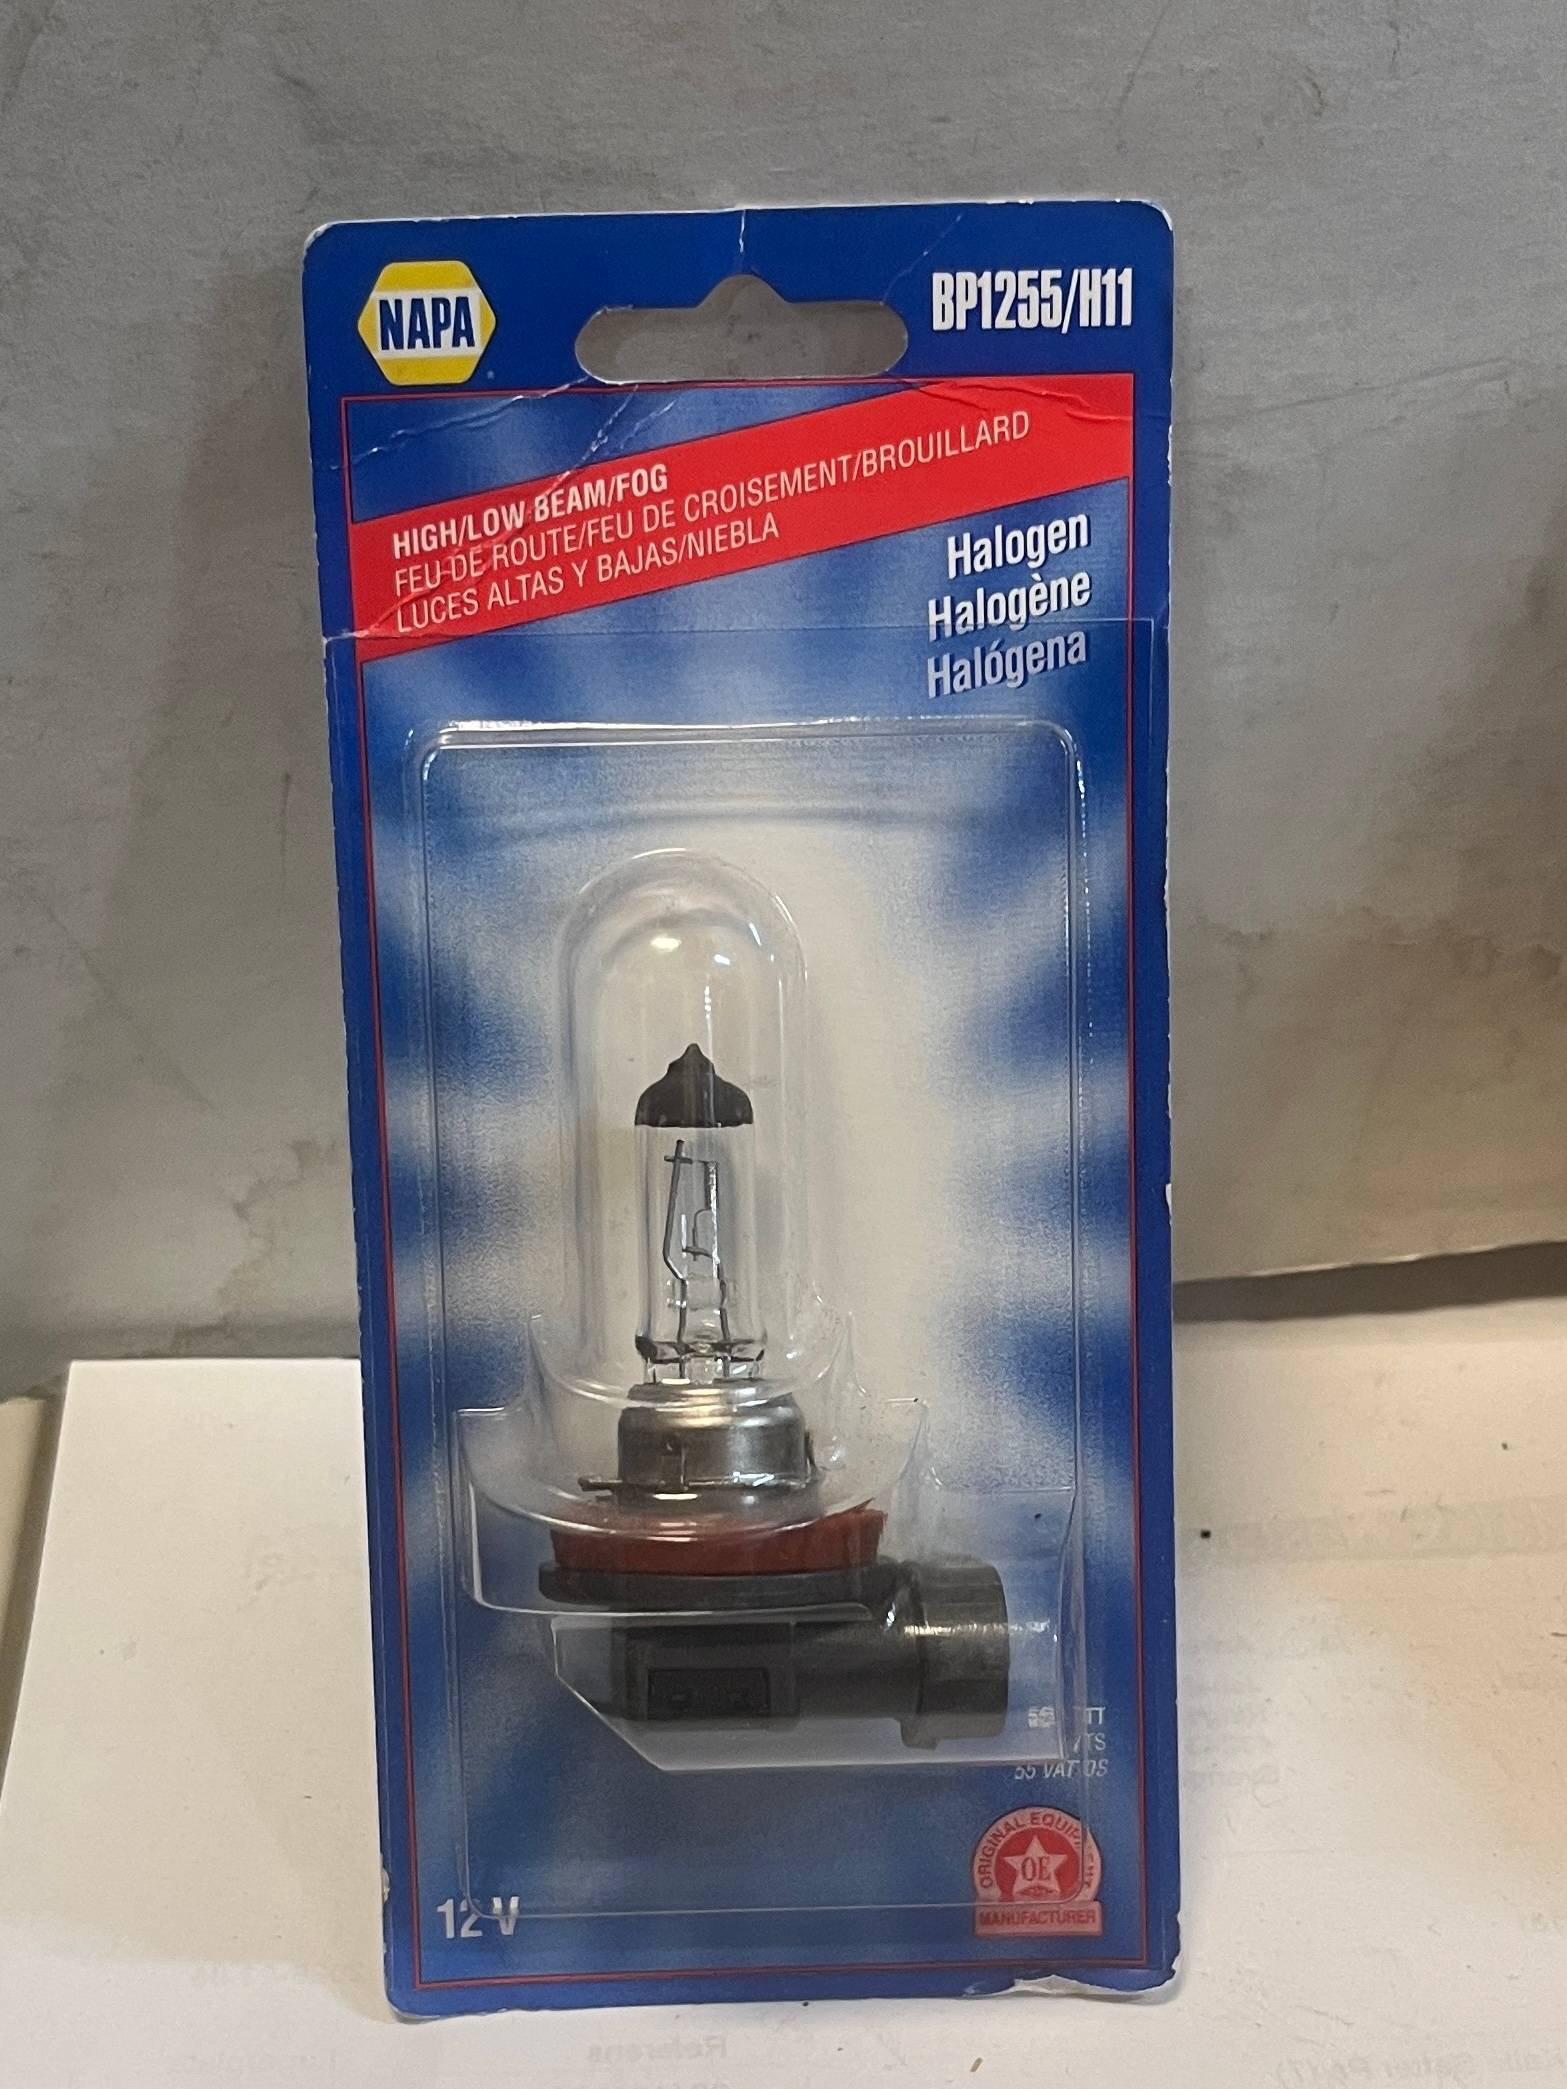 NAPA
BP1255/H11
HIGH/LOW BEAM/FOG
FEU DE ROUTE/FEU DE CROISEMENT/BROUILLARD
LUCES ALTAS Y BAJAS/NIEBLA
Halogen
Halogène
Halógena
55 VATIOS
12 V
ORIGINAL EQUIPMENT
OE
MANUFACTURER